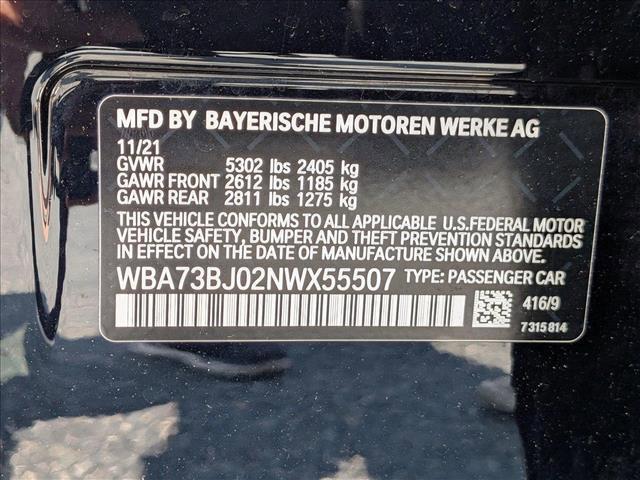 MFD BY BAYERISCHE MOTOREN WERKE AG
11/21
GVWR 5302 lbs 2405 kg
GAWR FRONT 2612 lbs 1185 kg
GAWR REAR 2811 lbs 1275 kg
THIS VEHICLE CONFORMS TO ALL APPLICABLE U.S.FEDERAL MOTOR
VEHICLE SAFETY, BUMPER AND THEFT PREVENTION STANDARDS
IN EFFECT ON THE DATE OF MANUFACTURE SHOWN ABOVE.
WBA73BJ02NWX55507 TYPE: PASSENGER CAR
416/9
7315814